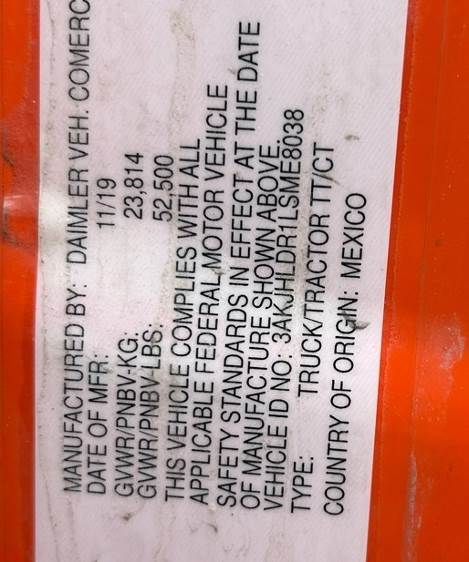 MANUFACTURED BY: DAIMLER VEH. COMERC
DATE OF MFR: 11/19
GVWR/PNBV-KG: 23,814
GVWR/PNBV-LBS: 52,500
THIS VEHICLE COMPLIES WITH ALL
APPLICABLE FEDERAL MOTOR VEHICLE
SAFETY STANDARDS IN EFFECT AT THE DATE
OF MANUFACTURE SHOWN ABOVE.
VEHICLE ID NO: 3AKJHLDR1LSME8038
TYPE: TRUCK/TRACTOR TT/CT
COUNTRY OF ORIGIN: MEXICO